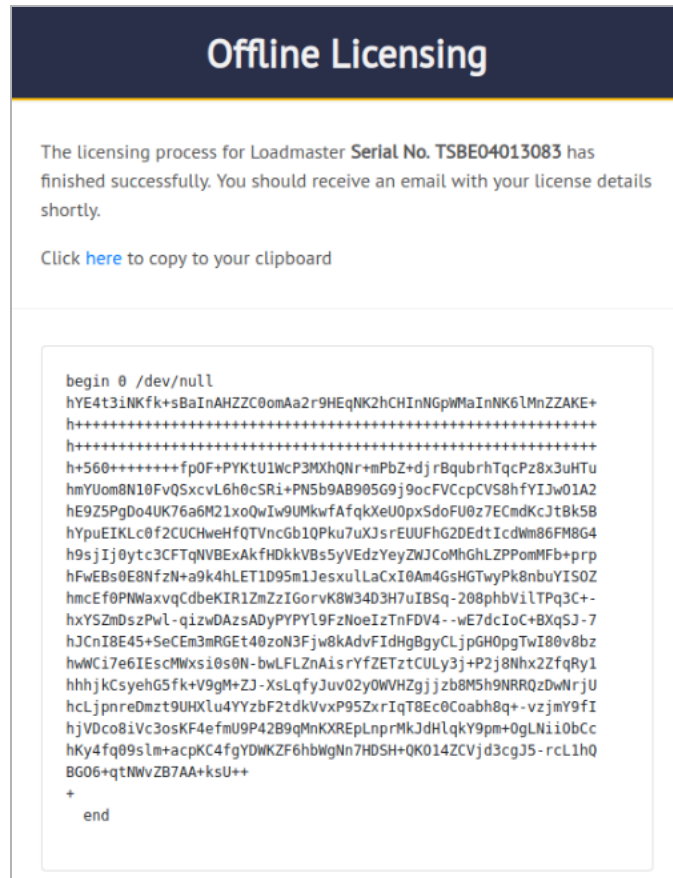 Offline Licensing
The licensing process for Loadmaster Serial No. TSBE04013083 has
finished successfully. You should receive an email with your license details
shortly.
Click here to copy to your clipboard
begin 0 /dev/null
hYE4t3iNKfk+sBaInAHZZC0omAa2r9HEqNK2hCHInNGpWMaInNK6lMnZZAKE+
h++++++++++++++++++++++++++++++++++++++++++++++++++++++++++++
h++++++++++++++++++++++++++++++++++++++++++++++++++++++++++++
h+560++++++++fpOF+PYKtU1WcP3MXhQNr+mPbZ+djrBqubrhTqcPz8x3uHTu
hmYUom8N10FvQSxcvL6h0cSRi+PN5b9AB905G9j9ocFVCcpCVS8hfYIJwO1A2
hE9Z5PgDo4UK76a6M21xoQwIw9UMkwfAfqkXeUOpxSdoFU0z7ECmdKcJtBk5B
hYpuEIKLc0f2CUCHweHfQTVncGb1QPku7uXJsrEUUFhG2DEdtIcdWm86FM8G4
h9sjIj0ytc3CFTqNVBExAkfHDkkVBs5yVEdzYeyZWJCoMhGhLZPPomMFb+prp
hFwEBs0E8NfzN+a9k4hLET1D95m1JesxulLaCxI0Am4GsHGTwyPk8nbuYISOZ
hmcEf0PNWaxvqCdbeKIR1ZmZzIGorvK8W34D3H7uIBSq-208phbVilTPq3C+-
hxYSZmDszPwl-qizwDAzsADyPYPYl9FzNoeIzTnFDV4--wE7dcIoC+BXqSJ-7
hJCnI8E45+SeCEm3mRGEt40zoN3Fjw8kAdvFIdHgBgyCLjpGHOpgTwI80v8bz
hwWCi7e6IEscMWxsi0s0N-bwLFLZnAisrYfZETztCULy3j+P2j8Nhx2ZfqRy1
hhhjkCsyehG5fk+V9gM+ZJ-XsLqfyJuvO2yOWVHZgjjzb8M5h9NRRQzDwNrjU
hcLjpnreDmzt9UHXlu4YYzbF2tdkVvxP95ZxrIqT8Ec0Coabh8q+-vzjmY9fI
hjVDco8iVc3osKF4efmU9P42B9qMnKXREpLnprMkJdHlqkY9pm+OgLNiiObCc
hKy4fq09slm+acpKC4fgYDWKZF6hbWgNn7HDSH+QKO14ZCVjd3cgJ5-rcL1hQ
BGO6+qtNWvZB7AA+ksU++
+
end